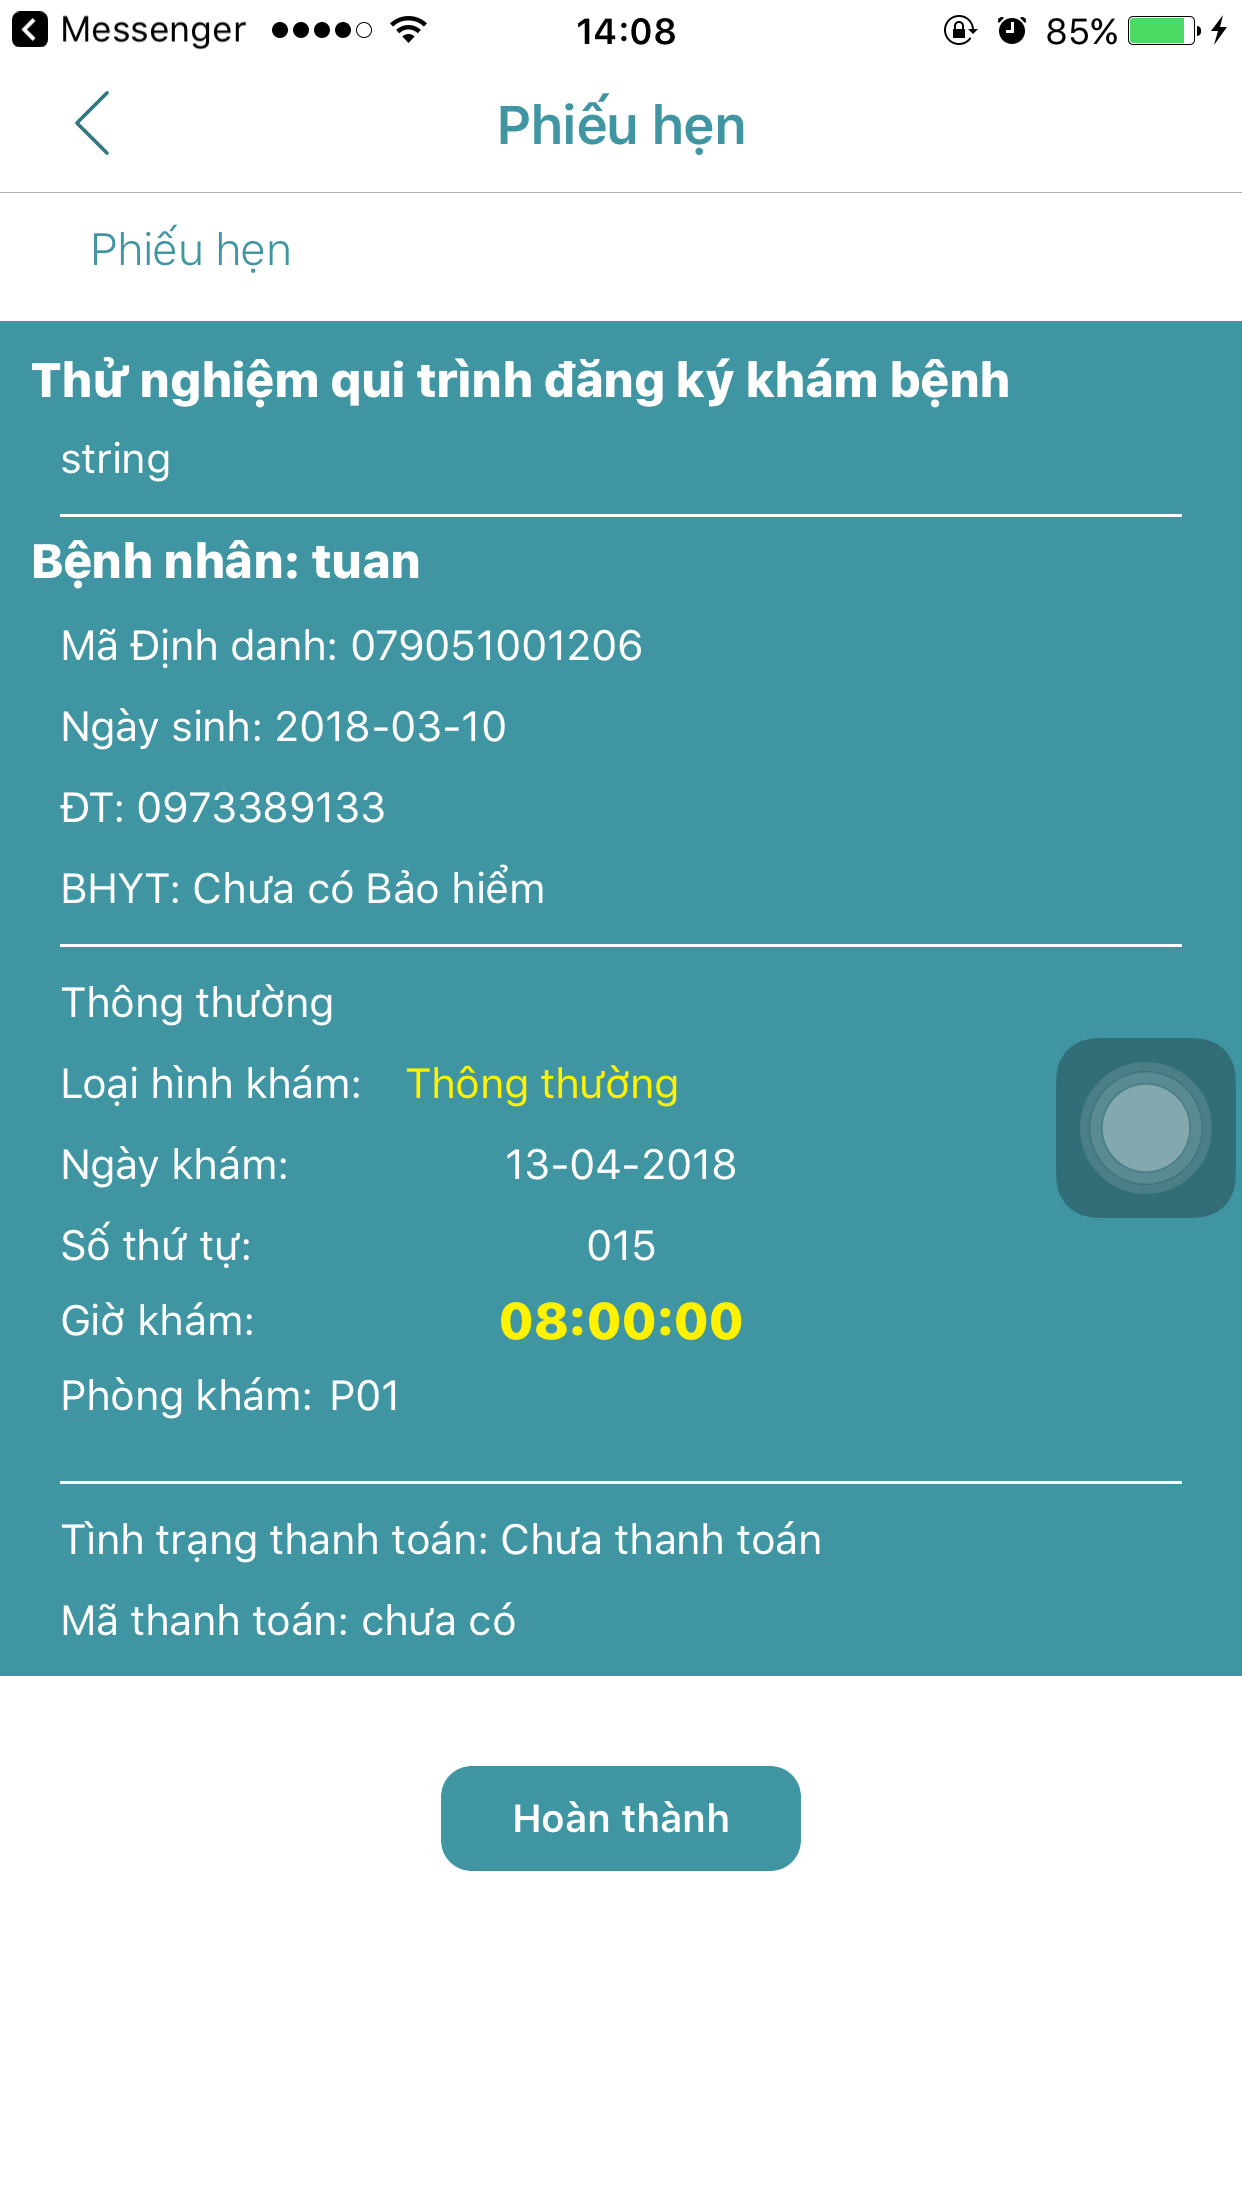 Messenger 14:08 85%
Phiếu hẹn
Phiếu hẹn
Thử nghiệm qui trình đăng ký khám bệnh
string
Bệnh nhân: tuan
Mã Định danh: 079051001206
Ngày sinh: 2018-03-10
ĐT: 0973389133
BHYT: Chưa có Bảo hiểm
Thông thường
Loại hình khám: Thông thường
Ngày khám: 13-04-2018
Số thứ tự: 015
Giờ khám: 08:00:00
Phòng khám: P01
Tình trạng thanh toán: Chưa thanh toán
Mã thanh toán: chưa có
Hoàn thành